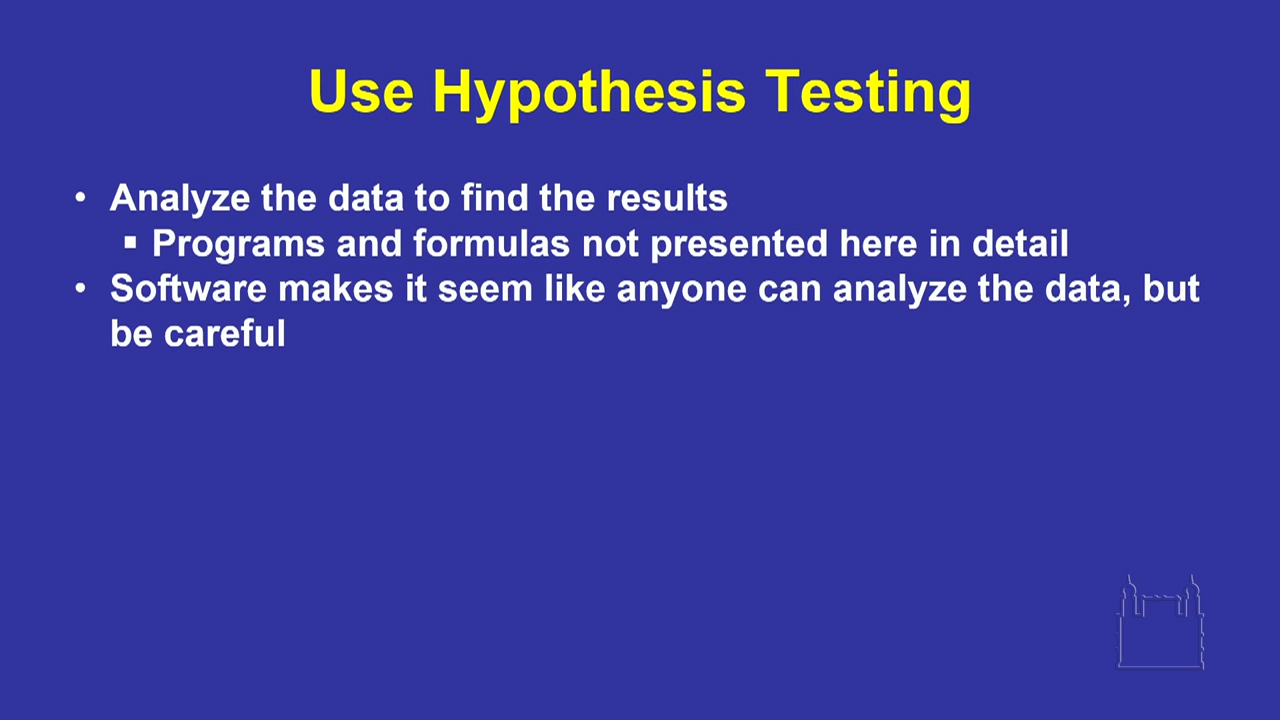 Use Hypothesis Testing
• Analyze the data to find the results
▪ Programs and formulas not presented here in detail
• Software makes it seem like anyone can analyze the data, but
be careful